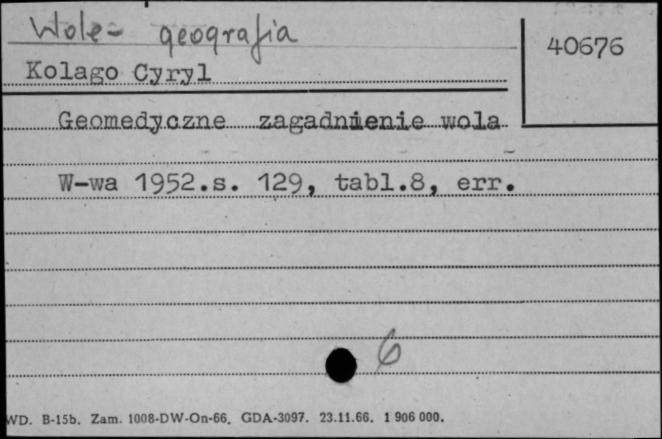 Wole - geografia
40676
Kolago Cyryl
Geomedyczne zagadnienie wola
W-wa 1952.s. 129, tabl.8, err.
6
WD. B-15b. Zam. 1008-DW-On-66. GDA-3097. 23.11.66. 1 906 000.